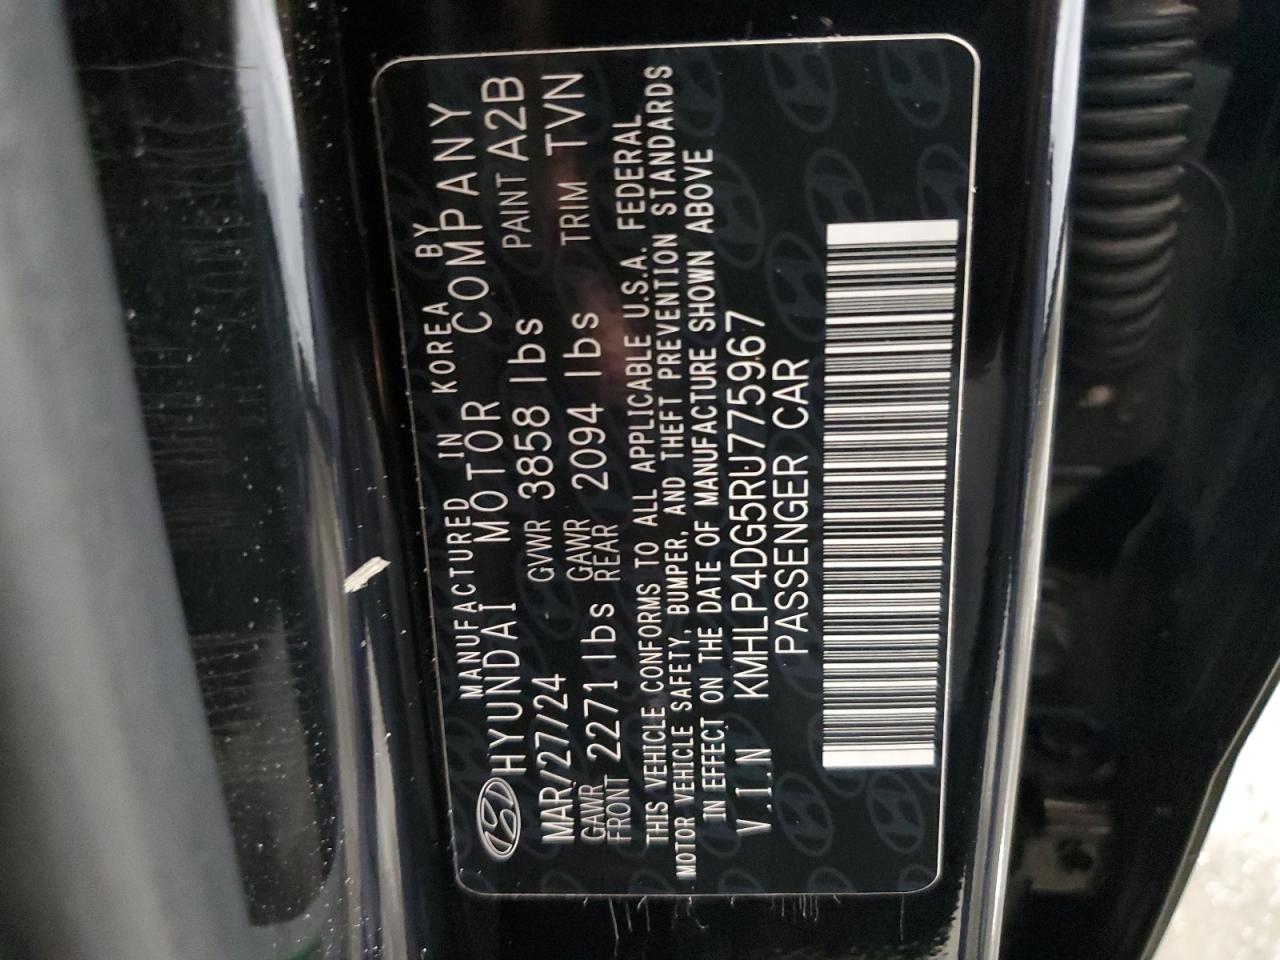 MANUFACTURED IN KOREA BY
HYUNDAI MOTOR COMPANY
MAR/27/24 GVWR 3858 lbs PAINT A2B
GAWR FRONT 2271 lbs GAWR REAR 2094 lbs TRIM TVN
THIS VEHICLE CONFORMS TO ALL APPLICABLE U.S.A. FEDERAL
MOTOR VEHICLE SAFETY, BUMPER, AND THEFT PREVENTION STANDARDS
IN EFFECT ON THE DATE OF MANUFACTURE SHOWN ABOVE
V.I.N KMHLP4DG5RU775967
PASSENGER CAR